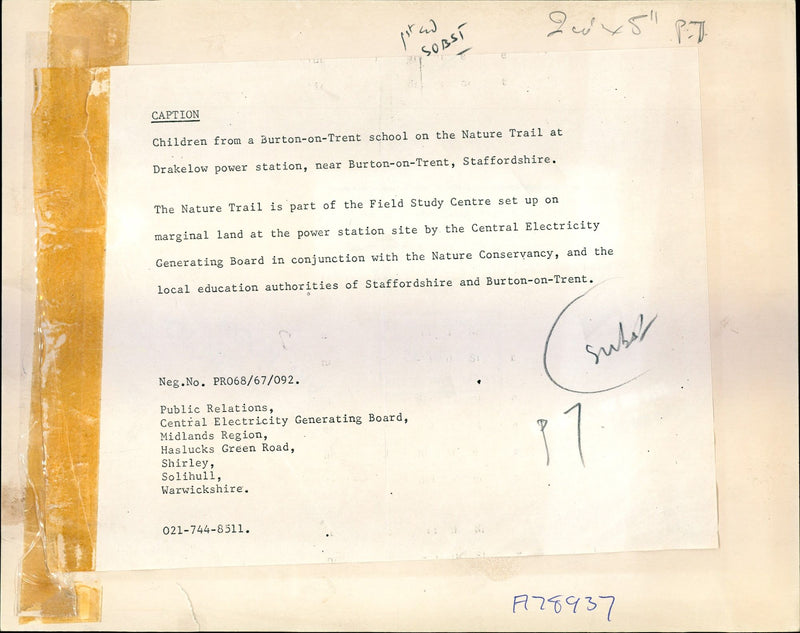 1st ed
SUBST
P.7
CAPTION
Children from a Burton-on-Trent school on the Nature Trail at
Drakelow power station, near Burton-on-Trent, Staffordshire.
The Nature Trail is part of the Field Study Centre set up on
marginal land at the power station site by the Central Electricity
Generating Board in conjunction with the Nature Conservancy, and the
local education authorities of Staffordshire and Burton-on-Trent.
subst
P7
Neg.No. PRO68/67/092.
Public Relations,
Central Electricity Generating Board,
Midlands Region,
Haslucks Green Road,
Shirley,
Solihull,
Warwickshire.
021-744-8511.
A78937